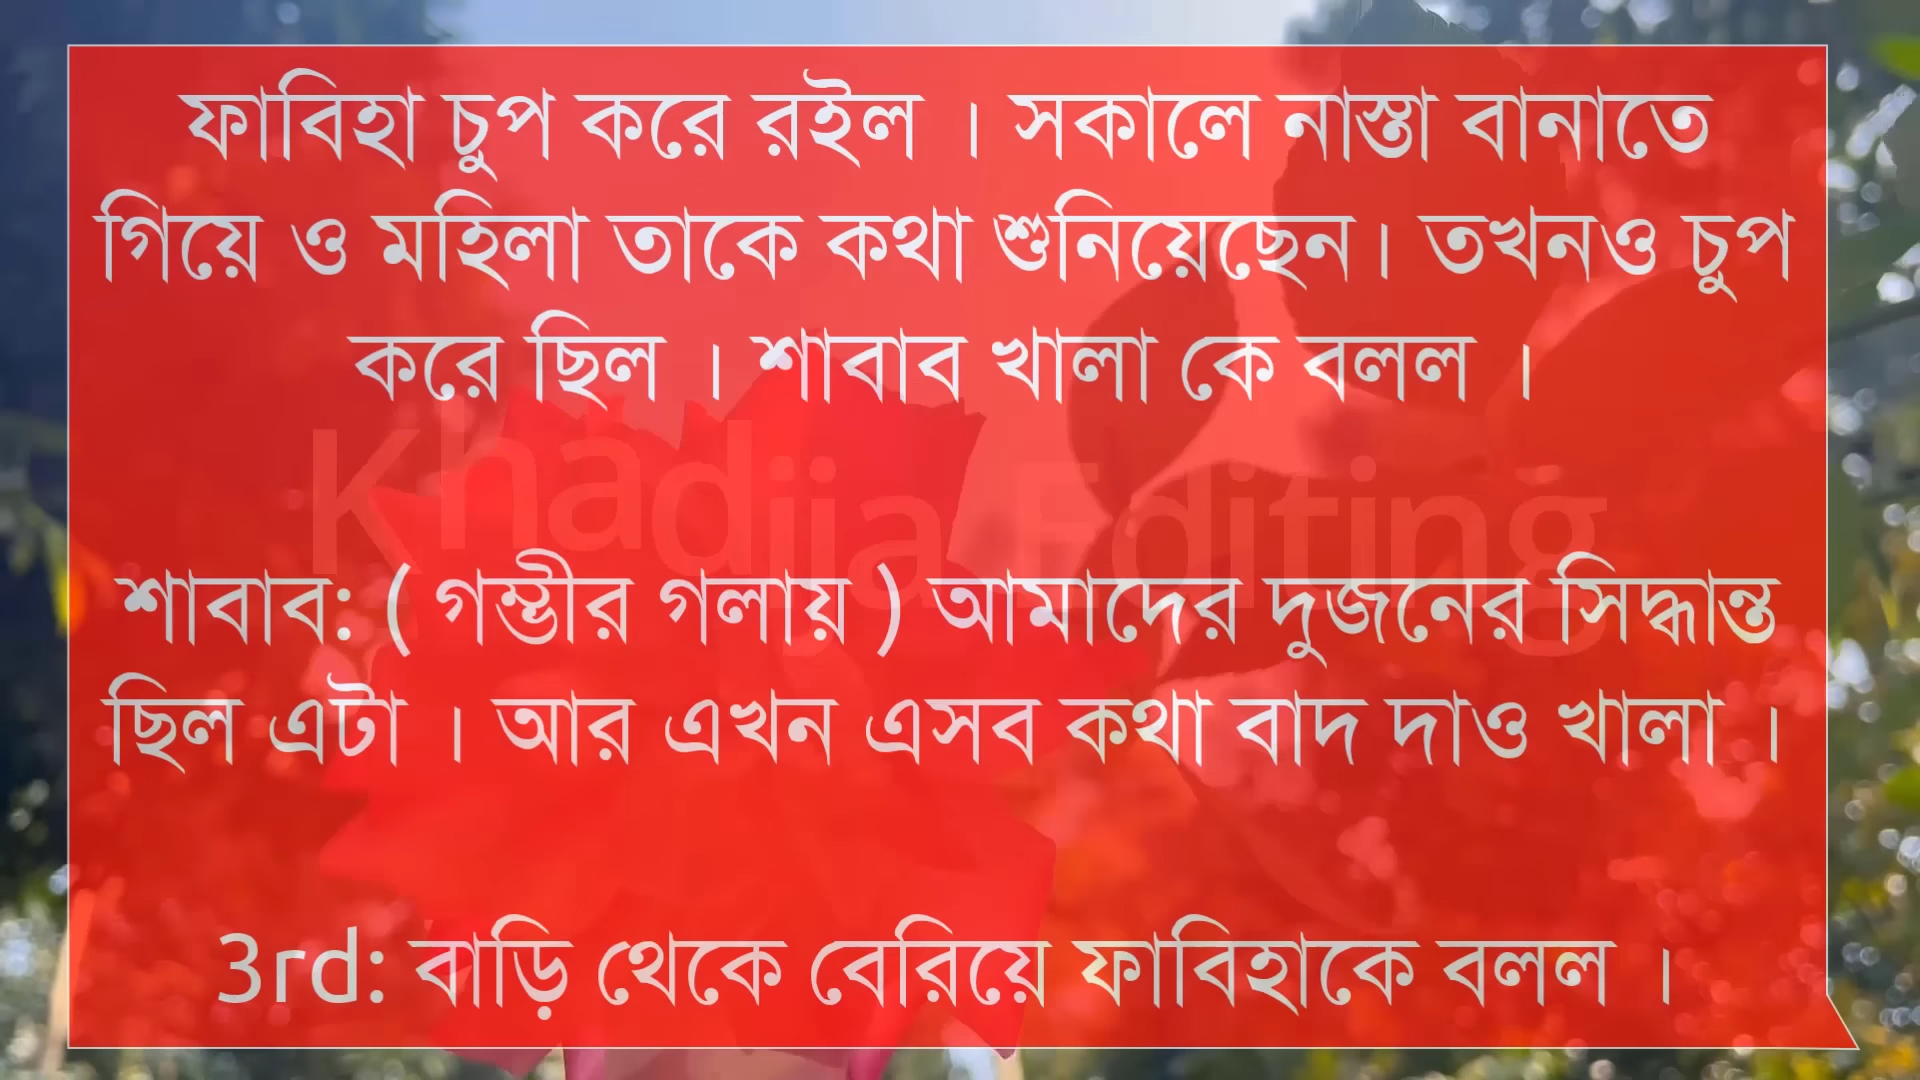 ফাবিহা চুপ করে রইল । সকালে নাস্তা বানাতে
গিয়ে ও মহিলা তাকে কথা শুনিয়েছেন। তখনও চুপ
করে ছিল । শাবাব খালা কে বলল ।
Khadija Editing
শাবাব: ( গম্ভীর গলায় ) আমাদের দুজনের সিদ্ধান্ত
ছিল এটা । আর এখন এসব কথা বাদ দাও খালা ।
3rd: বাড়ি থেকে বেরিয়ে ফাবিহাকে বলল ।